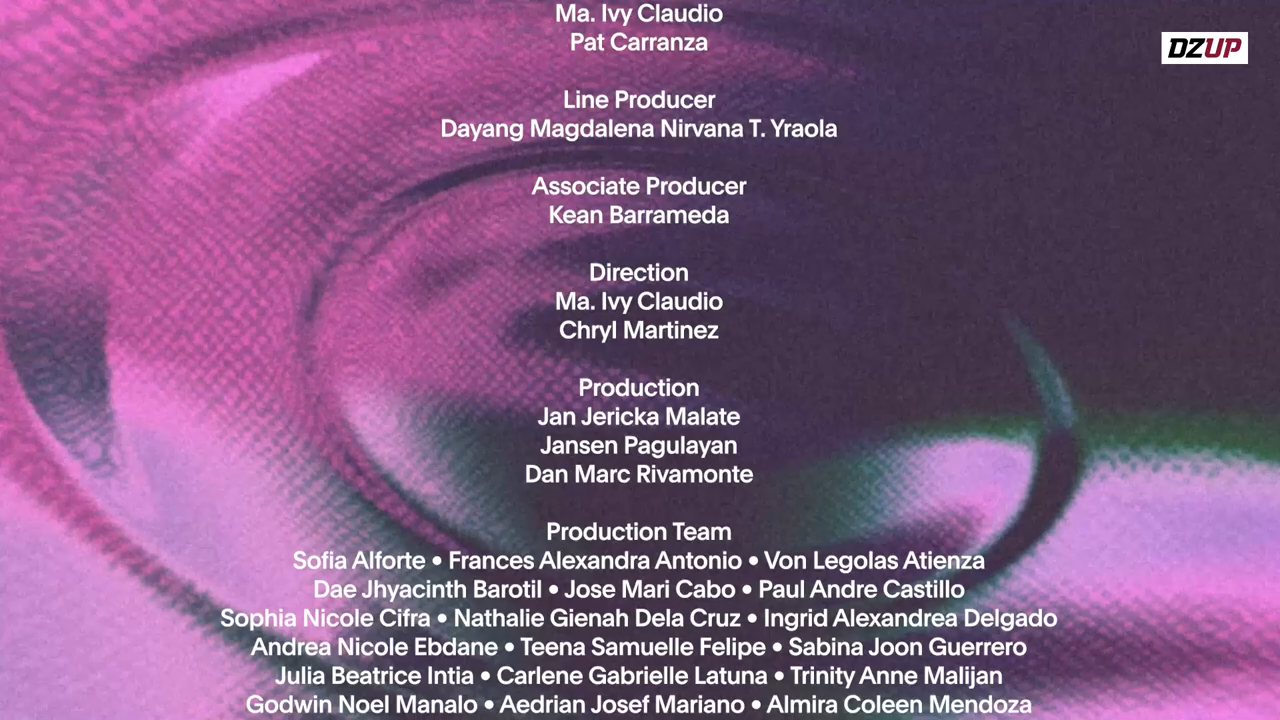 Ma. Ivy Claudio
DZUP
Pat Carranza
Line Producer
Dayang Magdalena Nirvana T. Yraola
Associate Producer
Kean Barrameda
Direction
Ma. Ivy Claudio
Chryl Martinez
Production
Jan Jericka Malate
Jansen Pagulayan
Dan Marc Rivamonte
Production Team
Sofia Alforte • Frances Alexandra Antonio • Von Legolas Atienza
Dae Jhyacinth Barotil • Jose Mari Cabo • Paul Andre Castillo
Sophia Nicole Cifra • Nathalie Gienah Dela Cruz • Ingrid Alexandrea Delgado
Andrea Nicole Ebdane • Teena Samuelle Felipe • Sabina Joon Guerrero
Julia Beatrice Intia • Carlene Gabrielle Latuna • Trinity Anne Malijan
Godwin Noel Manalo • Aedrian Josef Mariano • Almira Coleen Mendoza